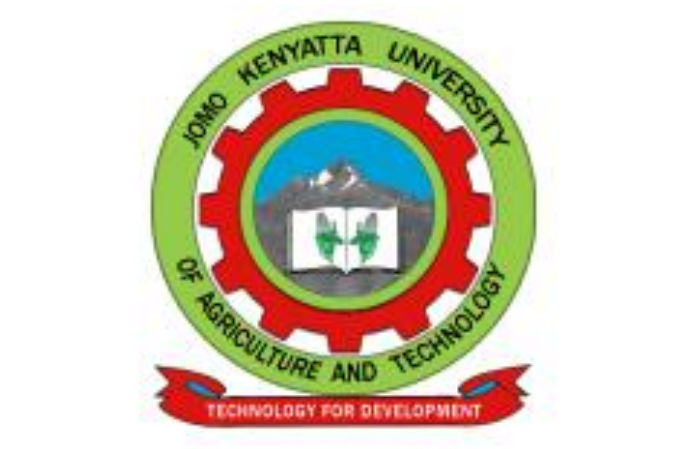 JOMO KENYATTA UNIVERSITY
OF AGRICULTURE AND TECHNOLOGY
TECHNOLOGY FOR DEVELOPMENT